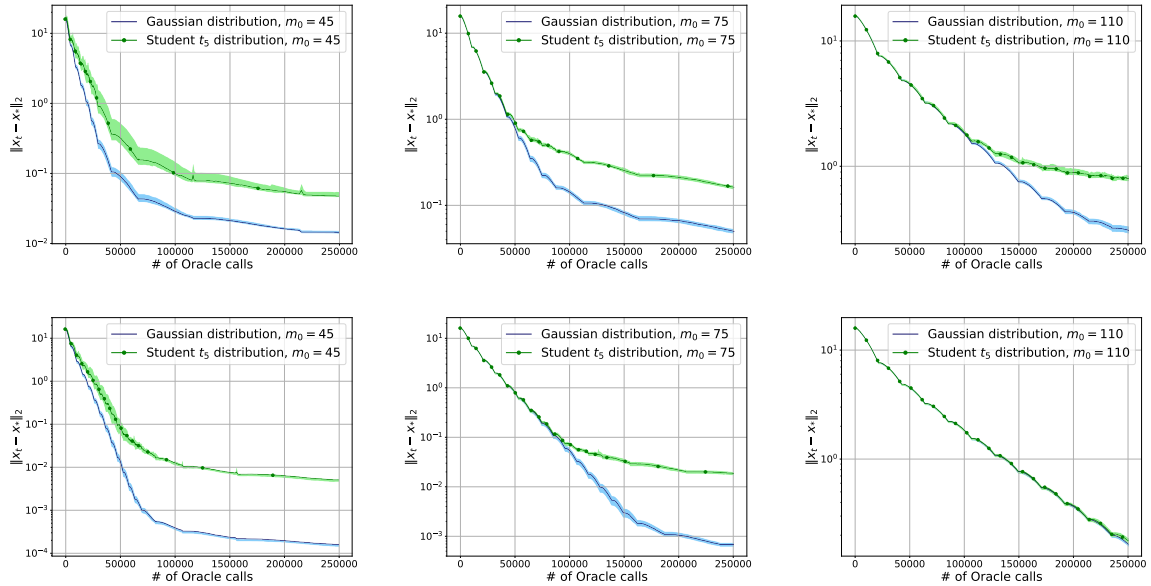 Gaussian distribution, m₀ = 45
Student t₅ distribution, m₀ = 45
10¹
10⁰
10⁻¹
10⁻²
‖x_t − x_*‖₂
0 50000 100000 150000 200000 250000
# of Oracle calls
Gaussian distribution, m₀ = 75
Student t₅ distribution, m₀ = 75
10¹
10⁰
10⁻¹
‖x_t − x_*‖₂
0 50000 100000 150000 200000 250000
# of Oracle calls
Gaussian distribution, m₀ = 110
Student t₅ distribution, m₀ = 110
10¹
10⁰
‖x_t − x_*‖₂
0 50000 100000 150000 200000 250000
# of Oracle calls
Gaussian distribution, m₀ = 45
Student t₅ distribution, m₀ = 45
10¹
10⁰
10⁻¹
10⁻²
10⁻³
10⁻⁴
‖x_t − x_*‖₂
0 50000 100000 150000 200000 250000
# of Oracle calls
Gaussian distribution, m₀ = 75
Student t₅ distribution, m₀ = 75
10¹
10⁰
10⁻¹
10⁻²
10⁻³
‖x_t − x_*‖₂
0 50000 100000 150000 200000 250000
# of Oracle calls
Gaussian distribution, m₀ = 110
Student t₅ distribution, m₀ = 110
10¹
10⁰
‖x_t − x_*‖₂
0 50000 100000 150000 200000 250000
# of Oracle calls